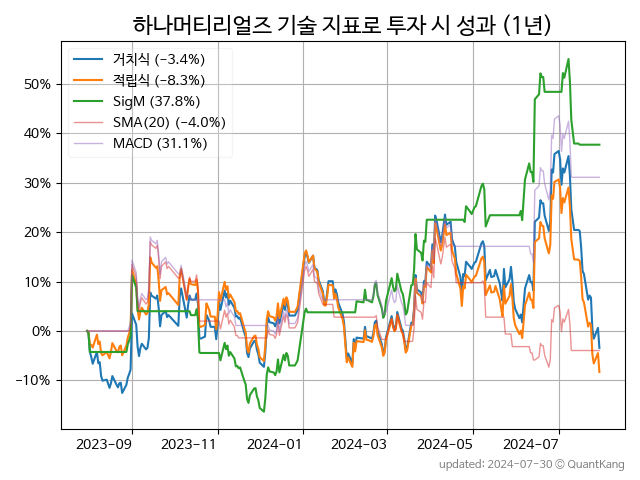 하나머티리얼즈 기술 지표로 투자 시 성과 (1년)
거치식 (-3.4%)
적립식 (-8.3%)
SigM (37.8%)
SMA(20) (-4.0%)
MACD (31.1%)
50%
40%
30%
20%
10%
0%
-10%
2023-09
2023-11
2024-01
2024-03
2024-05
2024-07
updated: 2024-07-30 © QuantKang